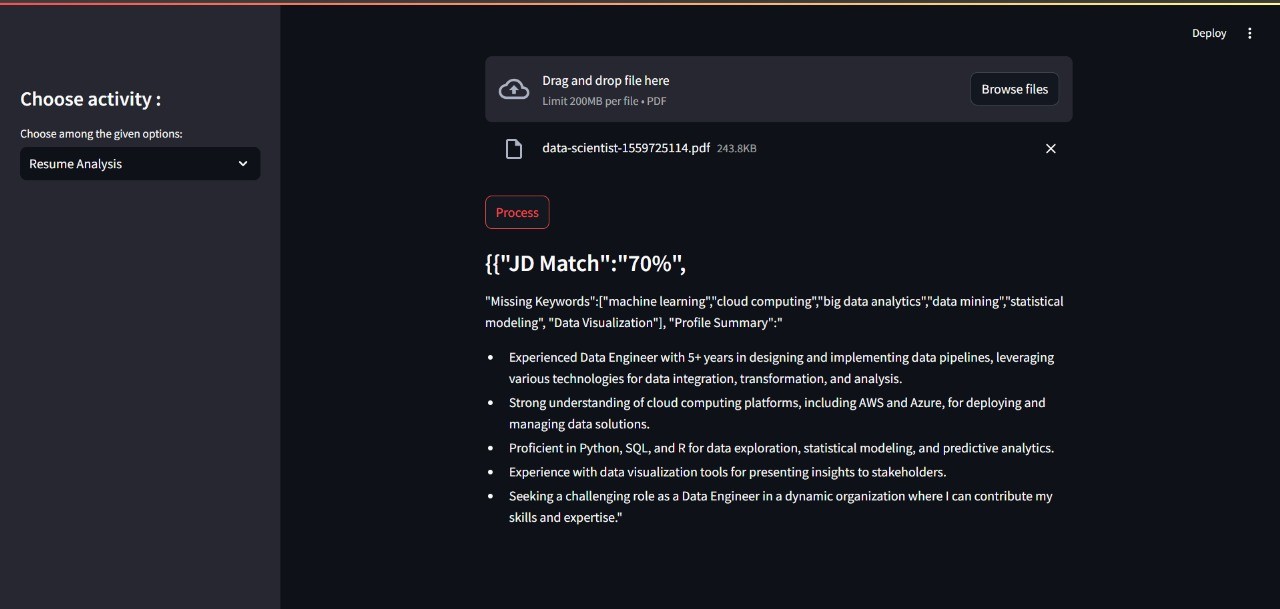 Deploy
Choose activity :
Choose among the given options:
Resume Analysis
Drag and drop file here
Limit 200MB per file • PDF
Browse files
data-scientist-1559725114.pdf 243.8KB
Process
{{"JD Match":"70%",
"Missing Keywords":["machine learning","cloud computing","big data analytics","data mining","statistical
modeling", "Data Visualization"], "Profile Summary":"
• Experienced Data Engineer with 5+ years in designing and implementing data pipelines, leveraging
various technologies for data integration, transformation, and analysis.
• Strong understanding of cloud computing platforms, including AWS and Azure, for deploying and
managing data solutions.
• Proficient in Python, SQL, and R for data exploration, statistical modeling, and predictive analytics.
• Experience with data visualization tools for presenting insights to stakeholders.
• Seeking a challenging role as a Data Engineer in a dynamic organization where I can contribute my
skills and expertise."